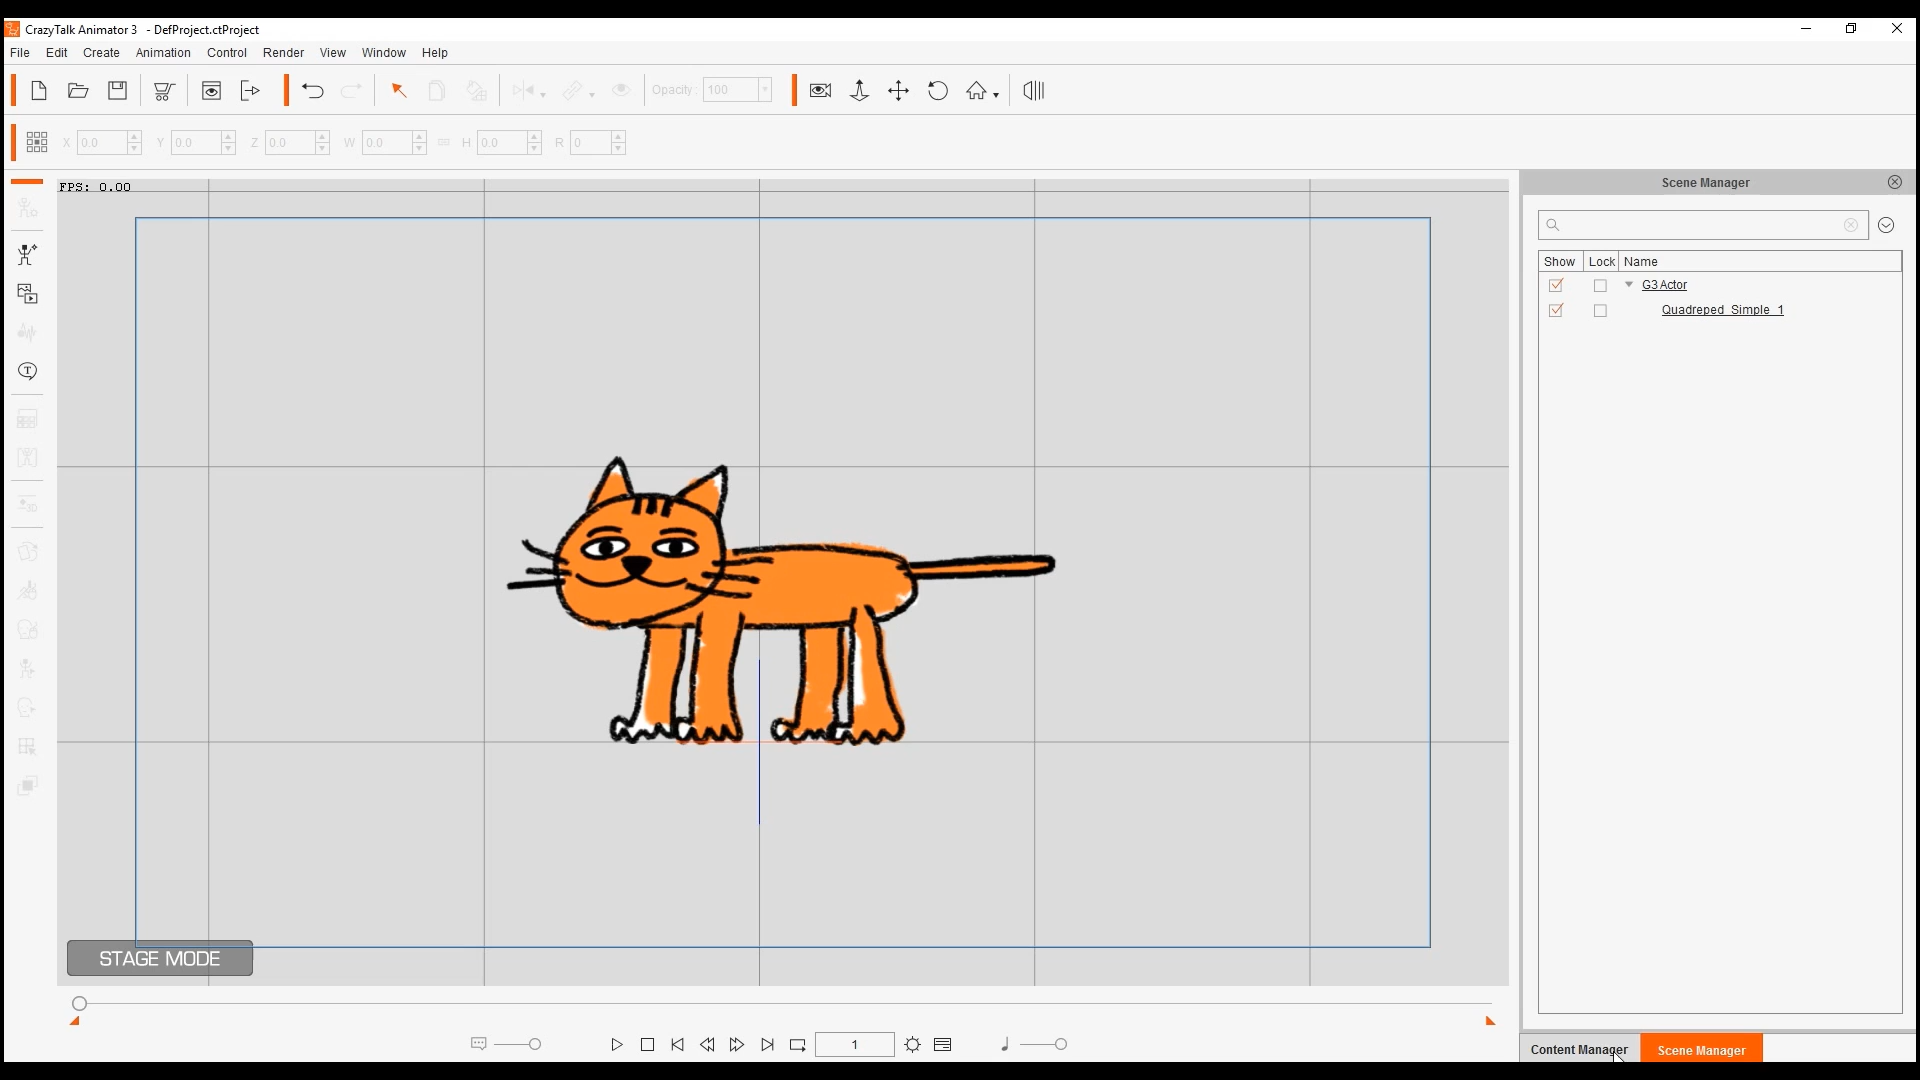 CrazyTalk Animator 3 - DefProject.ctProject
File Edit Create Animation Control Render View Window Help
Opacity : 100
X 0.0 Y 0.0 Z 0.0 W 0.0 H 0.0 R 0
FPS: 0.00
Scene Manager
Show Lock Name
G3 Actor
Quadreped_Simple_1
STAGE MODE
1
Content Manager Scene Manager